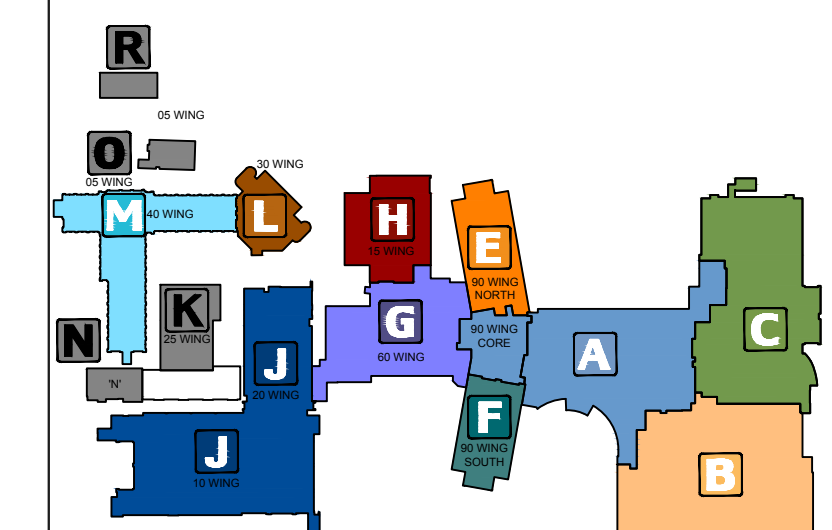 R
05 WING
O
05 WING
30 WING
M
40 WING
L
H
15 WING
E
90 WING
NORTH
K
25 WING
N
'N'
J
20 WING
G
60 WING
90 WING
CORE
A
C
F
90 WING
SOUTH
J
10 WING
B